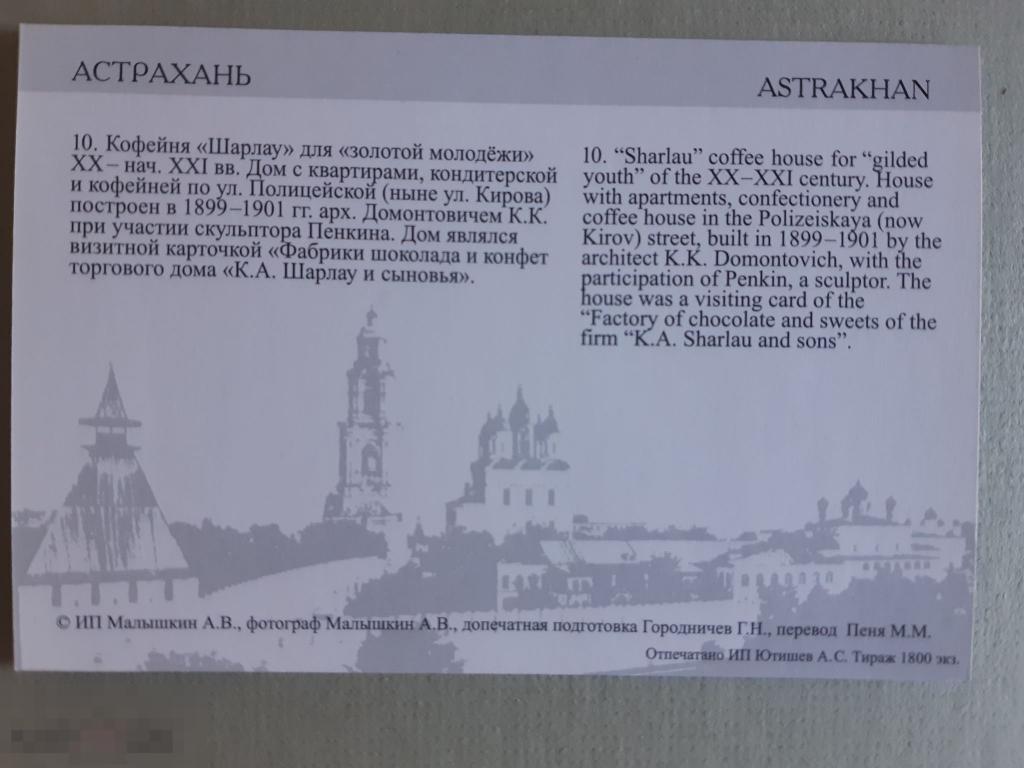 АСТРАХАНЬ
ASTRAKHAN
10. Кофейня «Шарлау» для «золотой молодёжи»
XX – нач. XXI вв. Дом с квартирами, кондитерской
и кофейней по ул. Полицейской (ныне ул. Кирова)
построен в 1899–1901 гг. арх. Домонтовичем К.К.
при участии скульптора Пенкина. Дом являлся
визитной карточкой «Фабрики шоколада и конфет
торгового дома «К.А. Шарлау и сыновья».
10. “Sharlau” coffee house for “gilded
youth” of the XX–XXI century. House
with apartments, confectionery and
coffee house in the Polizeiskaya (now
Kirov) street, built in 1899–1901 by the
architect K.K. Domontovich, with the
participation of Penkin, a sculptor. The
house was a visiting card of the
“Factory of chocolate and sweets of the
firm “K.A. Sharlau and sons”.
© ИП Малышкин А.В., фотограф Малышкин А.В., допечатная подготовка Городничев Г.Н., перевод Пеня М.М.
Отпечатано ИП Ютишев А.С. Тираж 1800 экз.